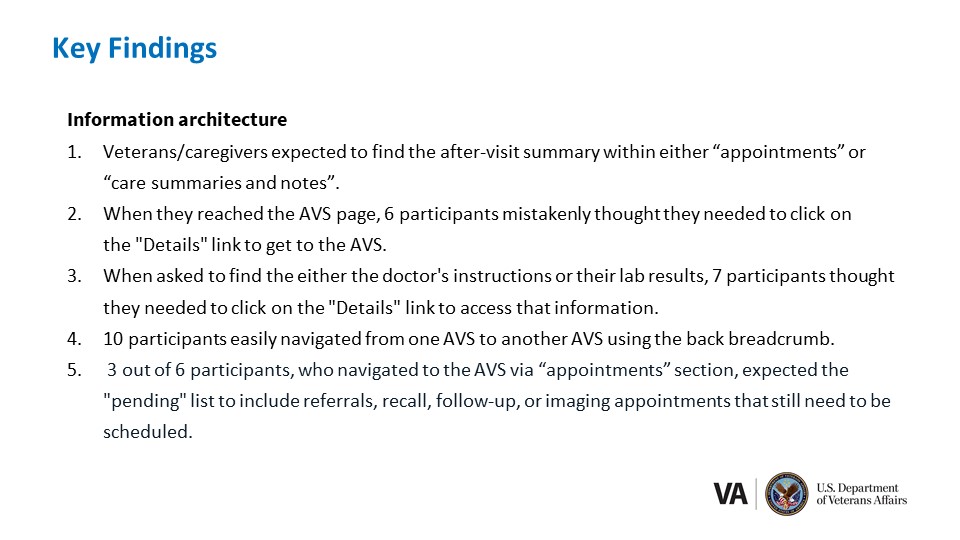 Key Findings
Information architecture
1. Veterans/caregivers expected to find the after-visit summary within either “appointments” or
“care summaries and notes”.
2. When they reached the AVS page, 6 participants mistakenly thought they needed to click on
the "Details" link to get to the AVS.
3. When asked to find the either the doctor's instructions or their lab results, 7 participants thought
they needed to click on the "Details" link to access that information.
4. 10 participants easily navigated from one AVS to another AVS using the back breadcrumb.
5. 3 out of 6 participants, who navigated to the AVS via “appointments” section, expected the
"pending" list to include referrals, recall, follow-up, or imaging appointments that still need to be
scheduled.
VA
U.S. Department
of Veterans Affairs